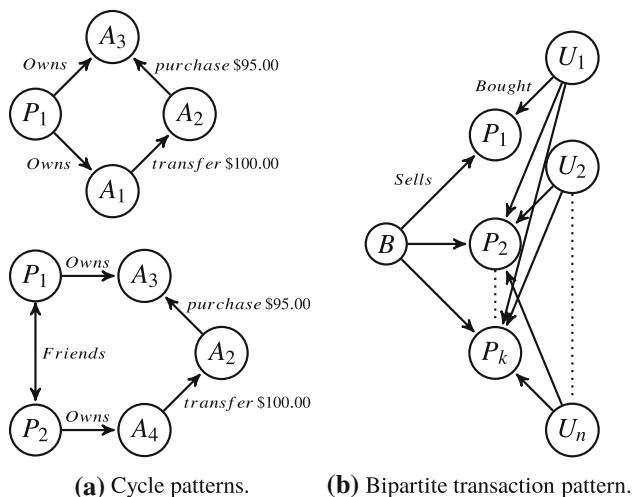 A3
Owns
purchase $95.00
P1
A2
Owns
transfer $100.00
A1
P1
Owns
A3
purchase $95.00
Friends
A2
P2
Owns
A4
transfer $100.00
(a) Cycle patterns.
U1
Bought
P1
U2
Sells
B
P2
Pk
Un
(b) Bipartite transaction pattern.